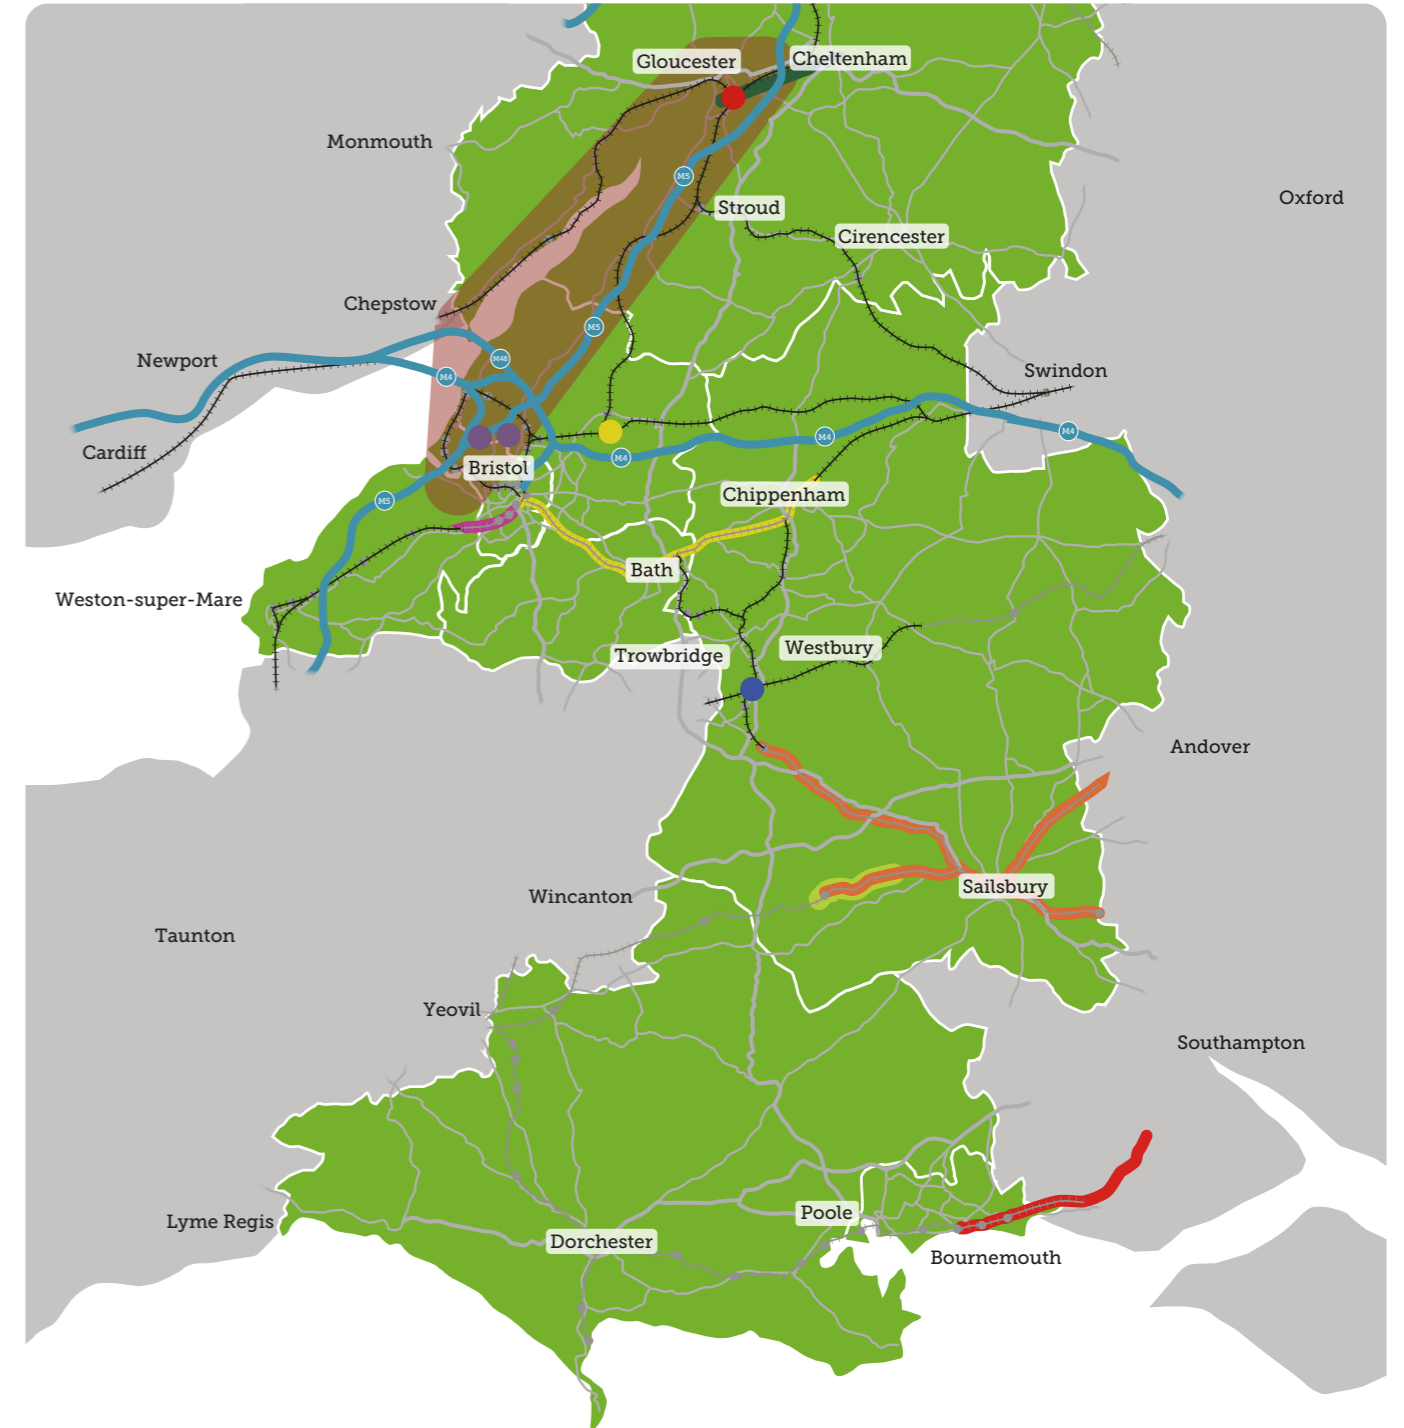 Gloucester
Cheltenham
Monmouth
M5
Oxford
Stroud
Cirencester
Chepstow
M5
Newport
M48
M4
Swindon
M4
M4
Cardiff
M4
Bristol
Chippenham
M5
Bath
Weston-super-Mare
Westbury
Trowbridge
Andover
Sailsbury
Wincanton
Taunton
Yeovil
Southampton
Poole
Lyme Regis
Dorchester
Bournemouth